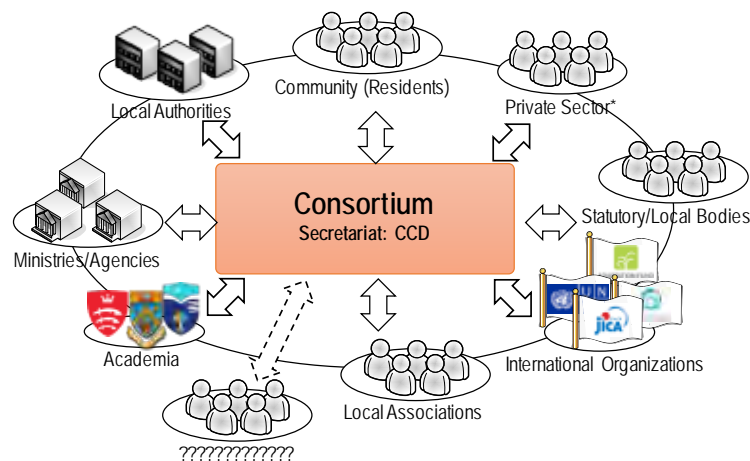 Community (Residents)
Local Authorities
Private Sector*
Consortium
Secretariat: CCD
Statutory/Local Bodies
Ministries/Agencies
UN
JICA
Academia
International Organizations
Local Associations
?????????????